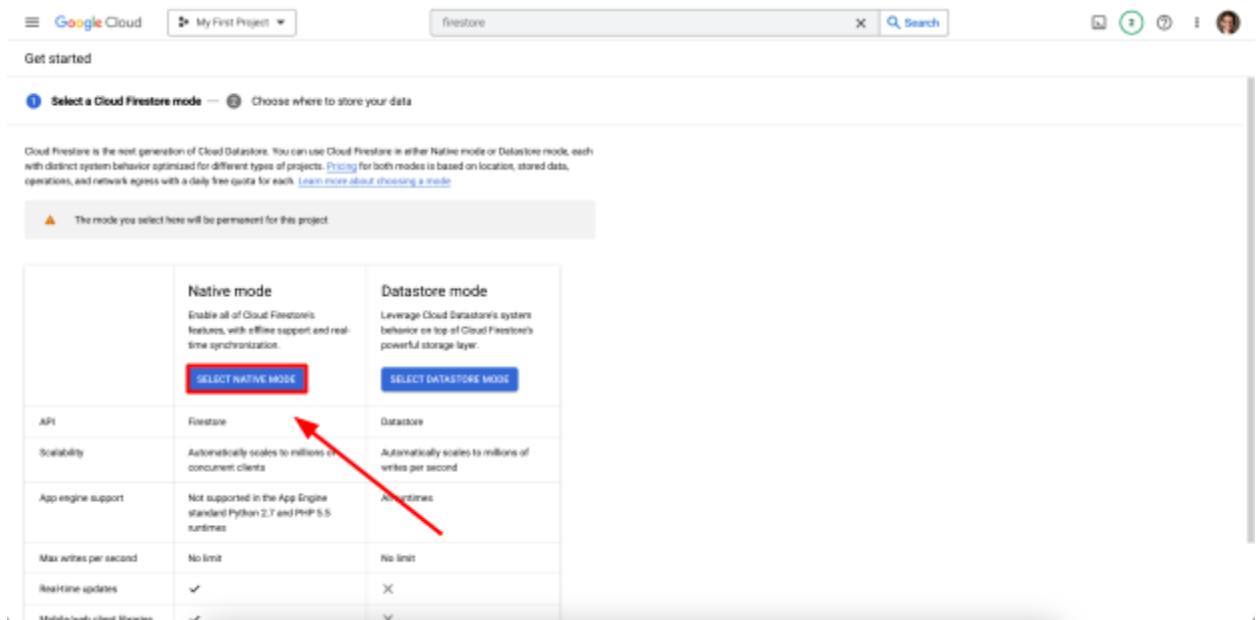 Google Cloud
My First Project
firestore
Search
2
Get started
1 Select a Cloud Firestore mode — 2 Choose where to store your data
Cloud Firestore is the next generation of Cloud Datastore. You can use Cloud Firestore in either Native mode or Datastore mode, each
with distinct system behavior optimized for different types of projects. Pricing for both modes is based on location, stored data,
operations, and network egress with a daily free quota for each. Learn more about choosing a mode
The mode you select here will be permanent for this project
Native mode
Enable all of Cloud Firestore's
features, with offline support and real-
time synchronization.
SELECT NATIVE MODE
Datastore mode
Leverage Cloud Datastore's system
behavior on top of Cloud Firestore's
powerful storage layer.
SELECT DATASTORE MODE
API
Firestore
Datastore
Scalability
Automatically scales to millions of
concurrent clients
Automatically scales to millions of
writes per second
App engine support
Not supported in the App Engine
standard Python 2.7 and PHP 5.5
runtimes
All runtimes
Max writes per second
No limit
No limit
Real-time updates
Mobile/web client libraries